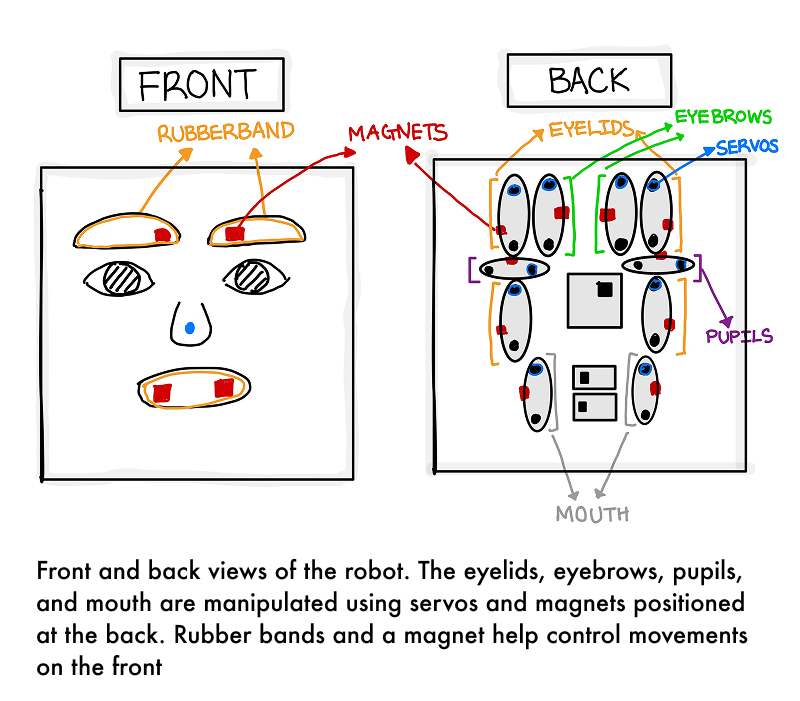 FRONT
BACK
RUBBERBAND
MAGNETS
EYELIDS
EYEBROWS
SERVOS
PUPILS
MOUTH
Front and back views of the robot. The eyelids, eyebrows, pupils,
and mouth are manipulated using servos and magnets positioned
at the back. Rubber bands and a magnet help control movements
on the front